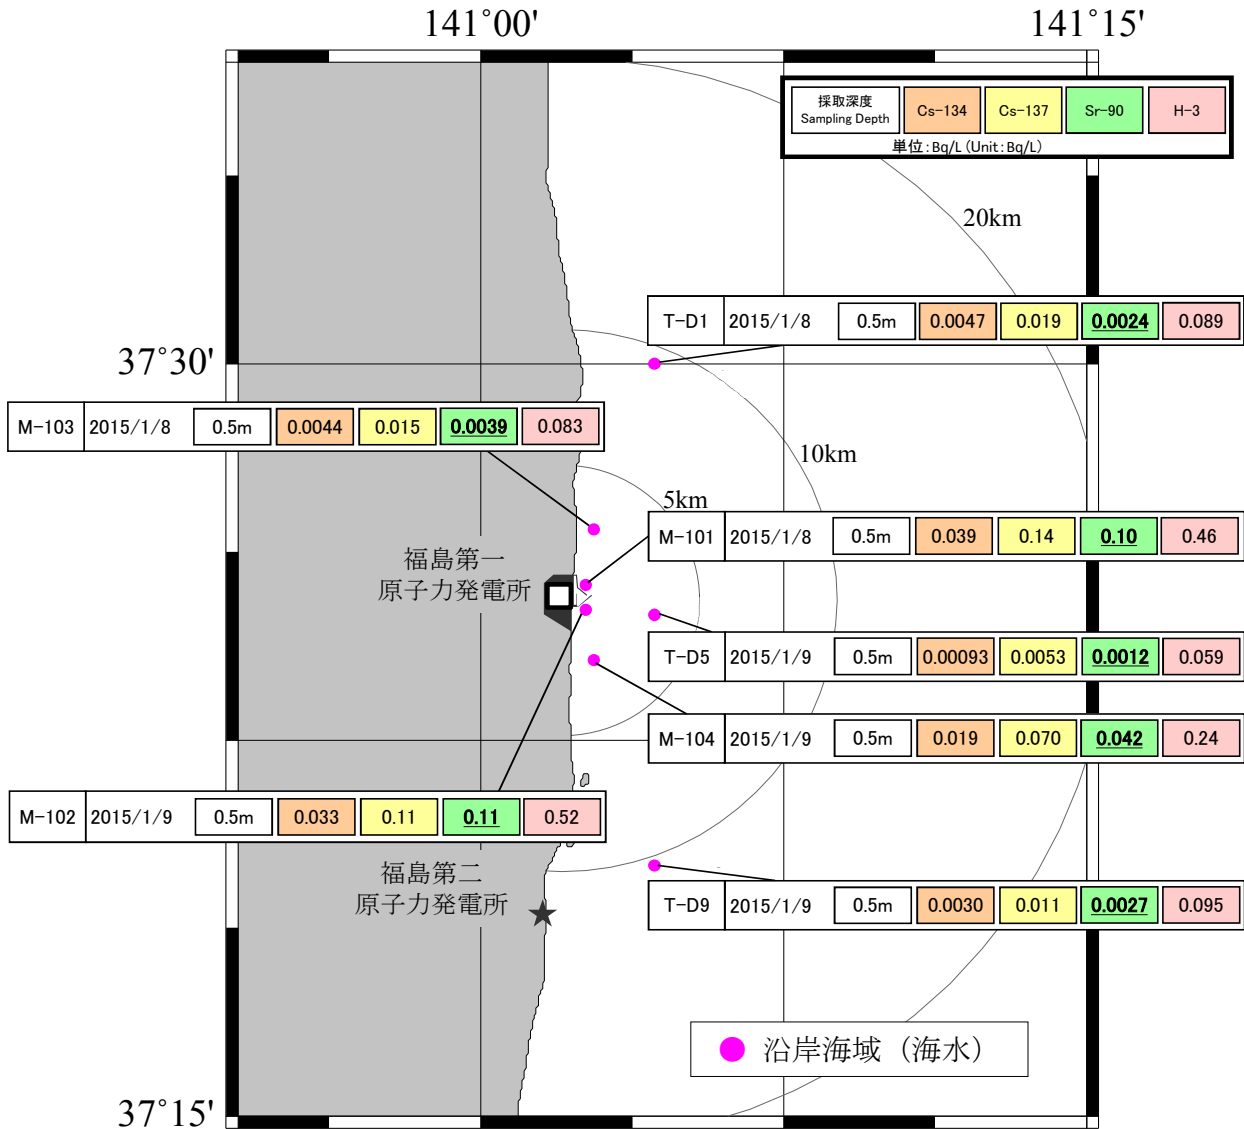 141°00'
141°15'
採取深度
Sampling Depth
Cs-134
Cs-137
Sr-90
H-3
単位:Bq/L (Unit:Bq/L)
20km
T-D1 2015/1/8 0.5m 0.0047 0.019 0.0024 0.089
37°30'
M-103 2015/1/8 0.5m 0.0044 0.015 0.0039 0.083
10km
5km
M-101 2015/1/8 0.5m 0.039 0.14 0.10 0.46
福島第一
原子力発電所
T-D5 2015/1/9 0.5m 0.00093 0.0053 0.0012 0.059
M-104 2015/1/9 0.5m 0.019 0.070 0.042 0.24
M-102 2015/1/9 0.5m 0.033 0.11 0.11 0.52
福島第二
原子力発電所
T-D9 2015/1/9 0.5m 0.0030 0.011 0.0027 0.095
沿岸海域（海水）
37°15'